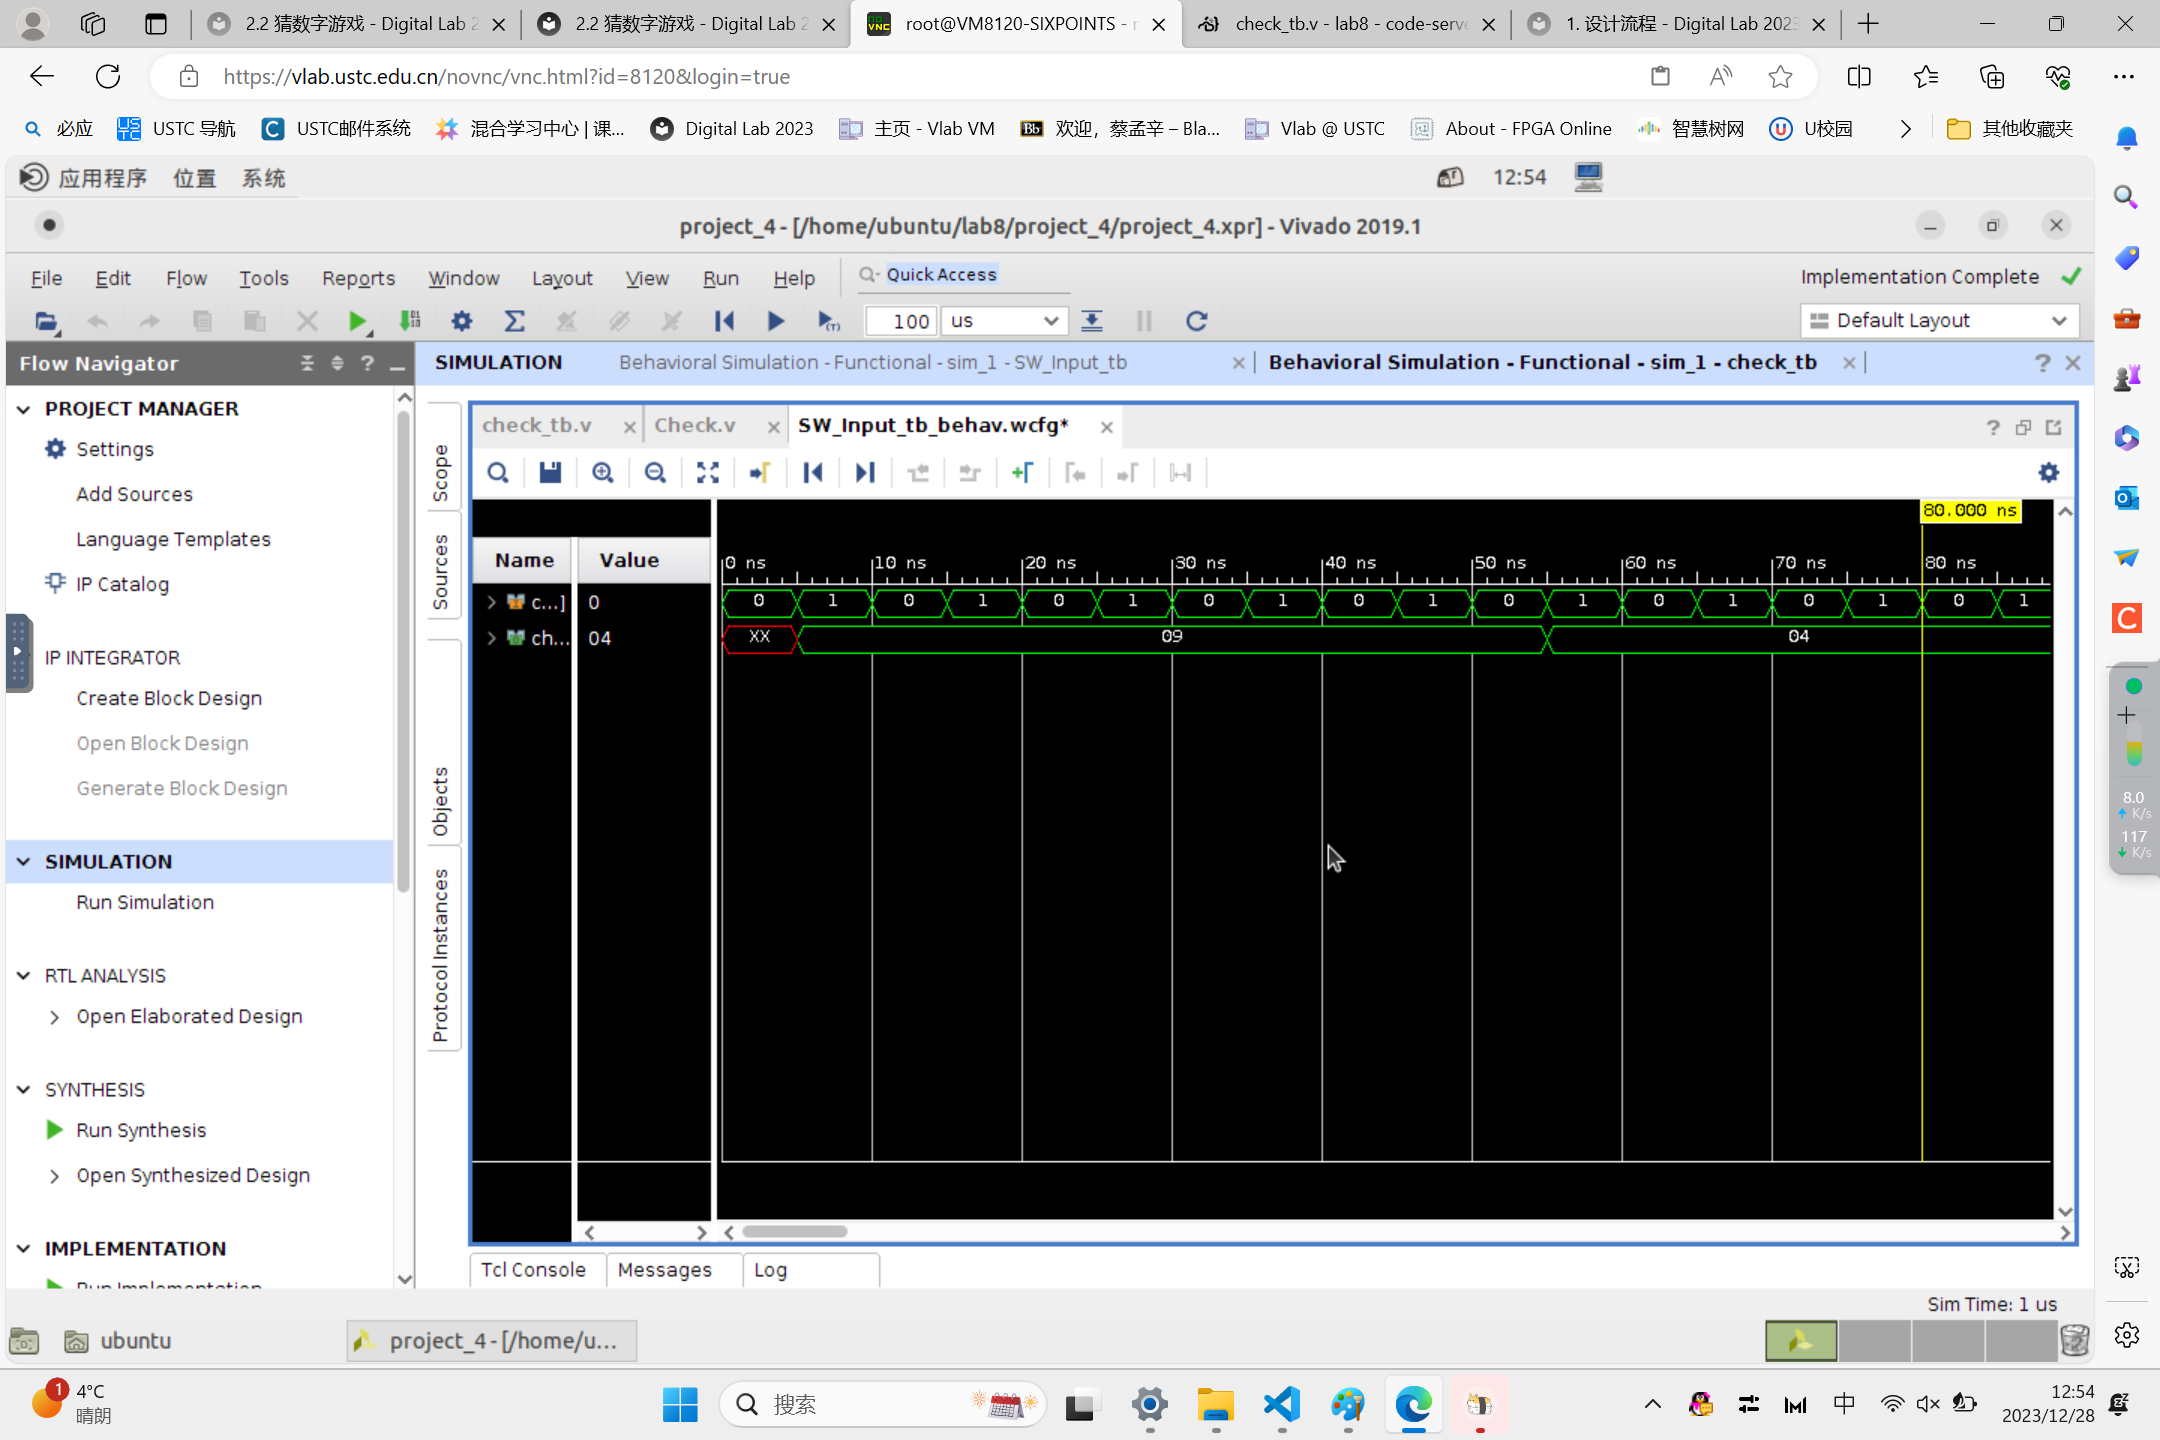 2.2 猜数字游戏 - Digital Lab 2
2.2 猜数字游戏 - Digital Lab 2
root@VM8120-SIXPOINTS - r
check_tb.v - lab8 - code-serve
1. 设计流程 - Digital Lab 2023
https://vlab.ustc.edu.cn/novnc/vnc.html?id=8120&login=true
必应
USTC 导航
USTC邮件系统
混合学习中心 | 课...
Digital Lab 2023
主页 - Vlab VM
欢迎，蔡孟辛 – Bla...
Vlab @ USTC
About - FPGA Online
智慧树网
U校园
其他收藏夹
应用程序 位置 系统
12:54
project_4 - [/home/ubuntu/lab8/project_4/project_4.xpr] - Vivado 2019.1
File Edit Flow Tools Reports Window Layout View Run Help
Quick Access
Implementation Complete
100 us
Default Layout
Flow Navigator
SIMULATION
Behavioral Simulation - Functional - sim_1 - SW_Input_tb
Behavioral Simulation - Functional - sim_1 - check_tb
PROJECT MANAGER
Settings
Add Sources
Language Templates
IP Catalog
IP INTEGRATOR
Create Block Design
Open Block Design
Generate Block Design
SIMULATION
Run Simulation
RTL ANALYSIS
Open Elaborated Design
SYNTHESIS
Run Synthesis
Open Synthesized Design
IMPLEMENTATION
Run Implementation
Scope
Sources
Objects
Protocol Instances
check_tb.v
Check.v
SW_Input_tb_behav.wcfg*
80.000 ns
Name Value
0 ns 10 ns 20 ns 30 ns 40 ns 50 ns 60 ns 70 ns 80 ns
c...] 0
0 1 0 1 0 1 0 1 0 1 0 1 0 1 0 1 0 1
ch... 04
XX 09 04
Tcl Console Messages Log
Sim Time: 1 us
ubuntu
project_4 - [/home/u...
8.0
K/s
117
K/s
1
4°C
晴朗
搜索
中
12:54
2023/12/28